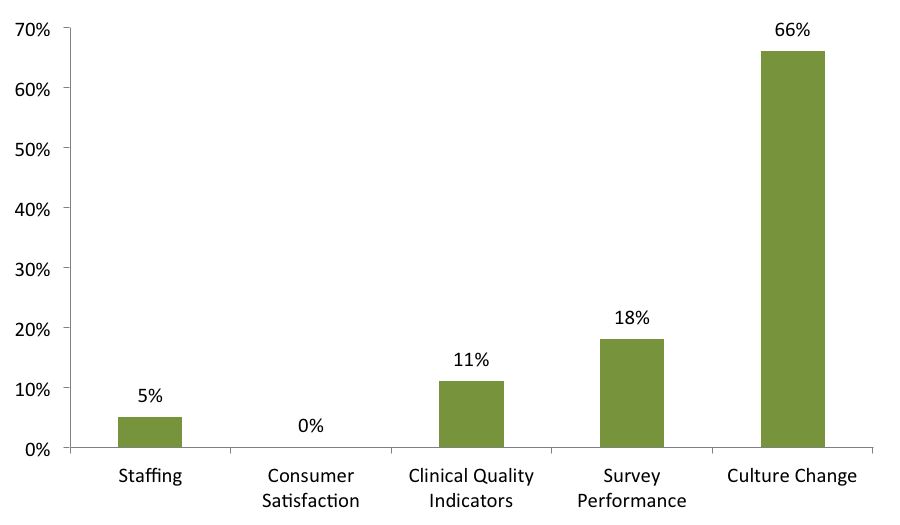 70%
66%
60%
50%
40%
30%
20%
18%
11%
10%
5%
0%
0%
Staffing
Consumer
Satisfaction
Clinical Quality
Indicators
Survey
Performance
Culture Change